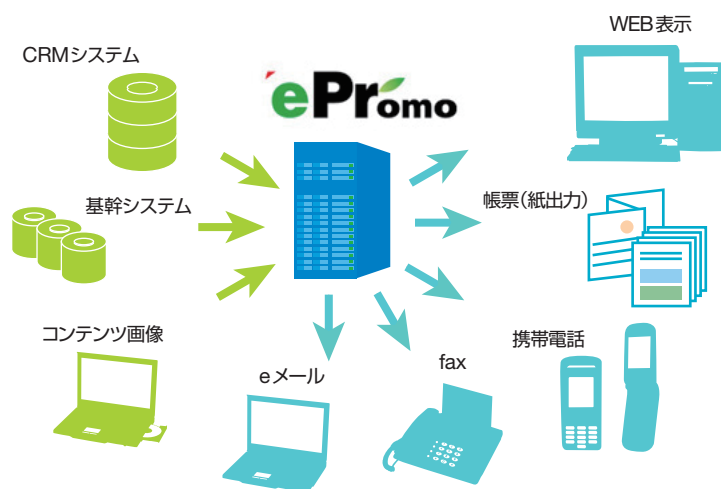 WEB表示
CRMシステム
ePromo
基幹システム
帳票(紙出力)
コンテンツ画像
eメール
fax
携帯電話